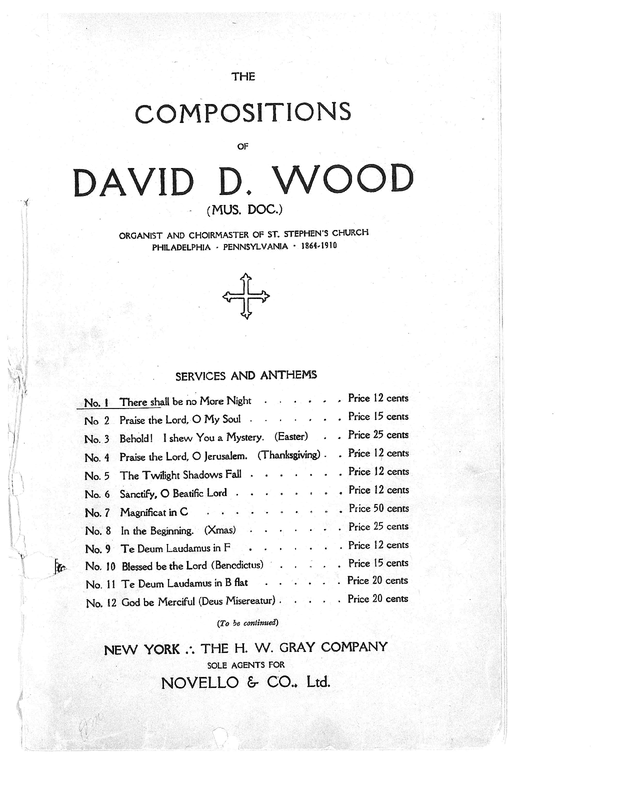 THE
COMPOSITIONS
OF
DAVID D. WOOD
(MUS. DOC.)
ORGANIST AND CHOIRMASTER OF ST. STEPHEN'S CHURCH
PHILADELPHIA · PENNSYLVANIA · 1864-1910
SERVICES AND ANTHEMS
No. 1 There shall be no More Night . . . . . . Price 12 cents
No 2 Praise the Lord, O My Soul . . . . . . . Price 15 cents
No. 3 Behold! I shew You a Mystery. (Easter) . . Price 25 cents
No. 4 Praise the Lord, O Jerusalem. (Thanksgiving) . . Price 12 cents
No. 5 The Twilight Shadows Fall . . . . . . . Price 12 cents
No. 6 Sanctify, O Beatific Lord . . . . . . . . Price 12 cents
No. 7 Magnificat in C . . . . . . . . . . Price 50 cents
No. 8 In the Beginning. (Xmas) . . . . . . . Price 25 cents
No. 9 Te Deum Laudamus in F . . . . . . . Price 12 cents
No. 10 Blessed be the Lord (Benedictus) . . . . . Price 15 cents
No. 11 Te Deum Laudamus in B flat . . . . . . Price 20 cents
No. 12 God be Merciful (Deus Misereatur) . . . . . Price 20 cents
(To be continued)
NEW YORK ∴ THE H. W. GRAY COMPANY
SOLE AGENTS FOR
NOVELLO & CO., Ltd.